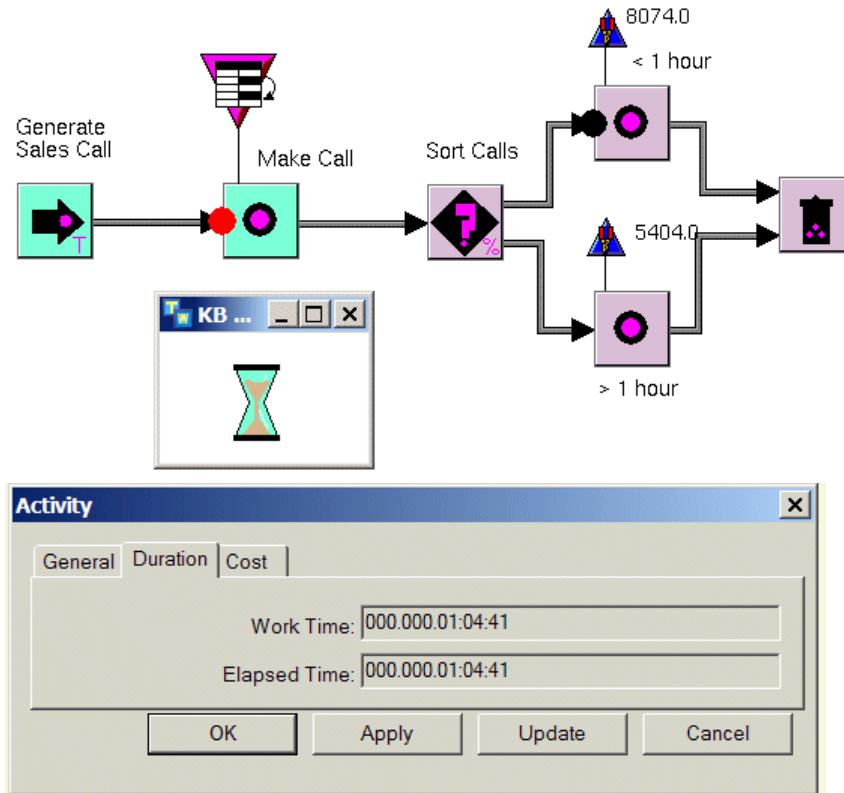 8074.0
< 1 hour
Generate
Sales Call
Make Call
Sort Calls
T
%
5404.0
> 1 hour
TW KB ...
Activity
General Duration Cost
Work Time: 000.000.01:04:41
Elapsed Time: 000.000.01:04:41
OK Apply Update Cancel